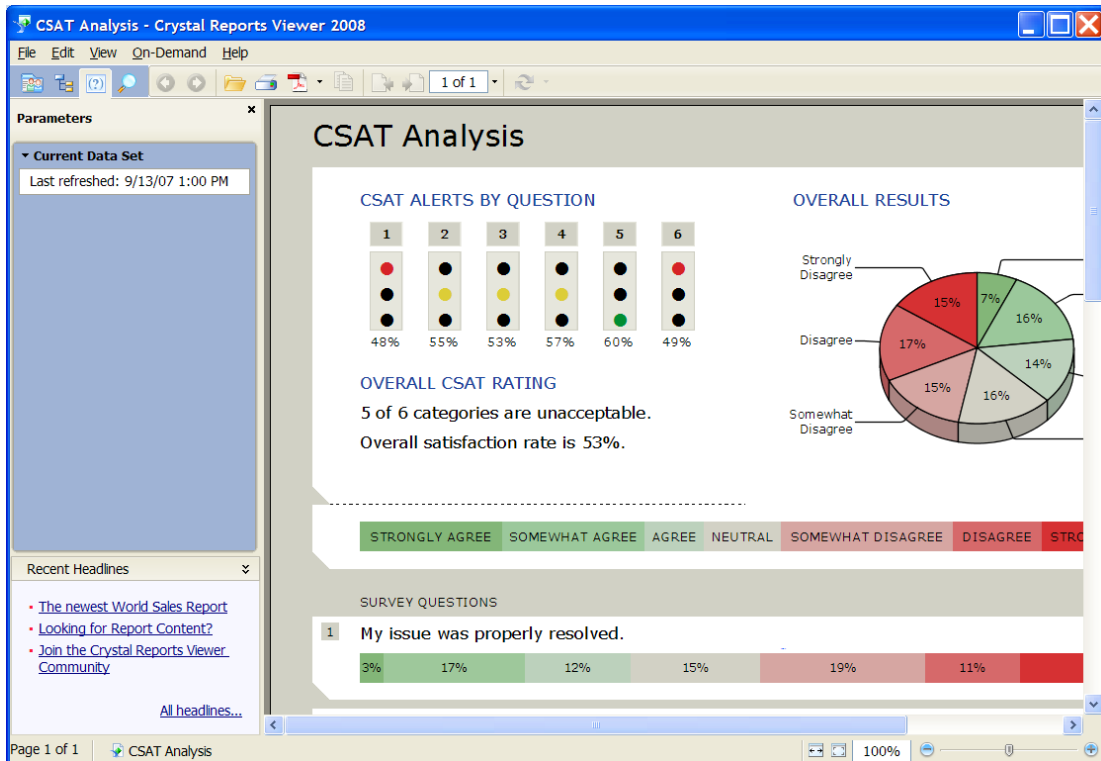 CSAT Analysis - Crystal Reports Viewer 2008
File Edit View On-Demand Help
1 of 1
Parameters
Current Data Set
Last refreshed: 9/13/07 1:00 PM
Recent Headlines
The newest World Sales Report
Looking for Report Content?
Join the Crystal Reports Viewer
Community
All headlines...
CSAT Analysis
CSAT ALERTS BY QUESTION
1 2 3 4 5 6
48% 55% 53% 57% 60% 49%
OVERALL CSAT RATING
5 of 6 categories are unacceptable.
Overall satisfaction rate is 53%.
OVERALL RESULTS
Strongly
Disagree
Disagree
Somewhat
Disagree
15% 7%
16%
17%
14%
15%
16%
STRONGLY AGREE SOMEWHAT AGREE AGREE NEUTRAL SOMEWHAT DISAGREE DISAGREE STRO
SURVEY QUESTIONS
1 My issue was properly resolved.
3% 17% 12% 15% 19% 11%
Page 1 of 1 CSAT Analysis 100%